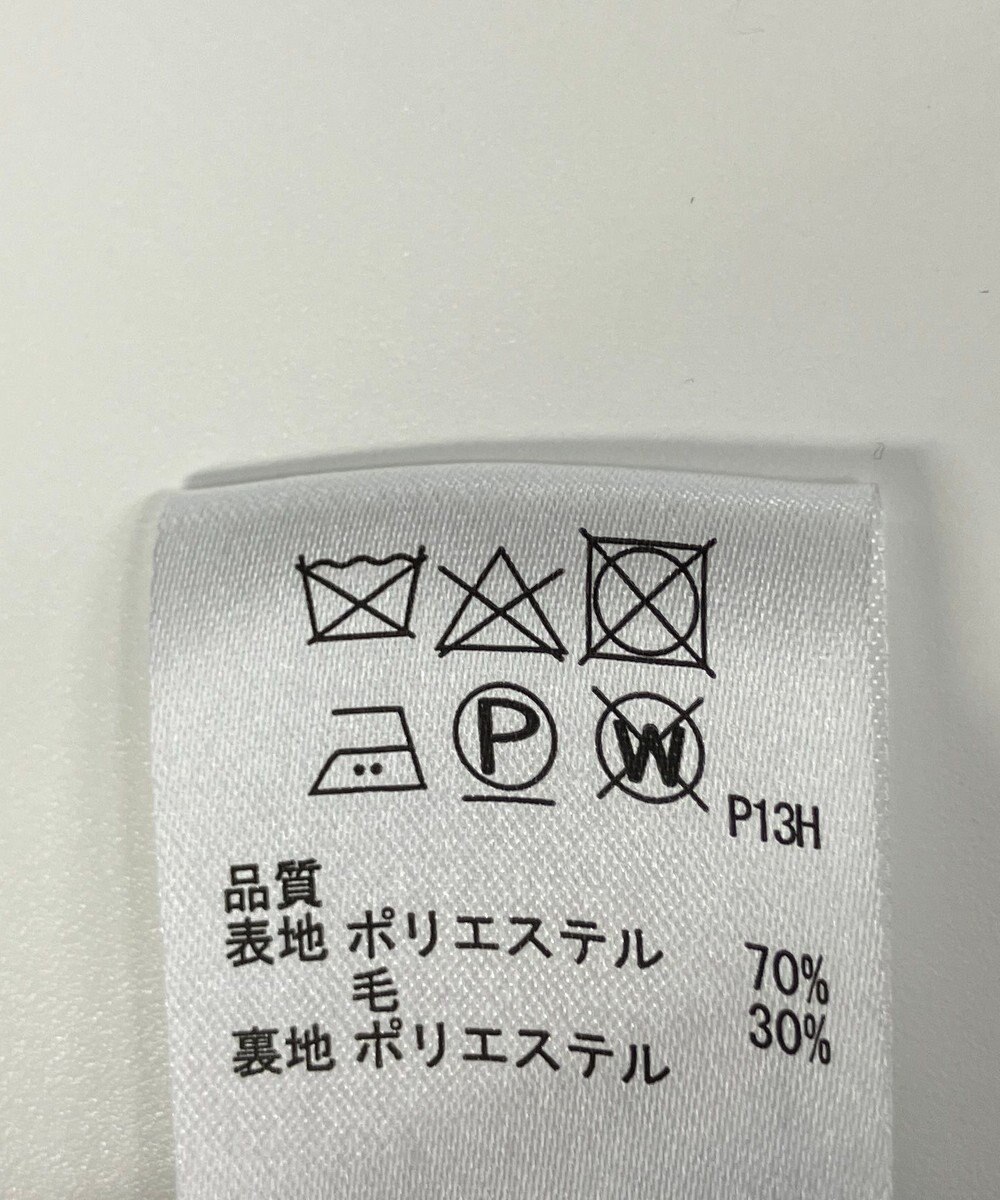 P W
P13H
品質
表地 ポリエステル 70%
毛 30%
裏地 ポリエステル